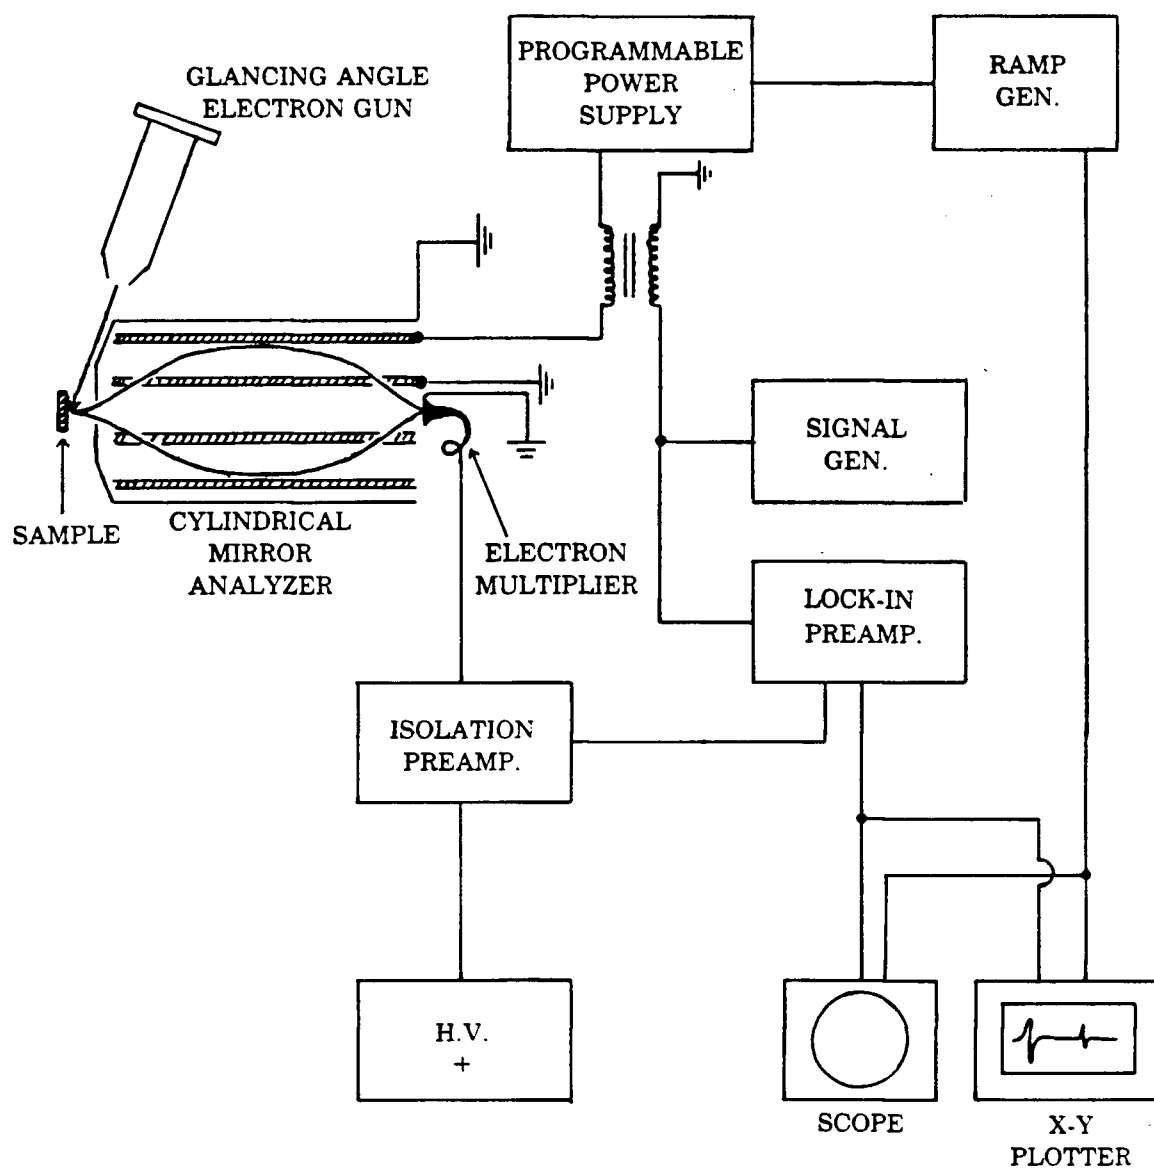 PROGRAMMABLE
POWER
SUPPLY
RAMP
GEN.
GLANCING ANGLE
ELECTRON GUN
SIGNAL
GEN.
SAMPLE
CYLINDRICAL
MIRROR
ANALYZER
ELECTRON
MULTIPLIER
LOCK-IN
PREAMP.
ISOLATION
PREAMP.
H.V.
+
SCOPE
X-Y
PLOTTER